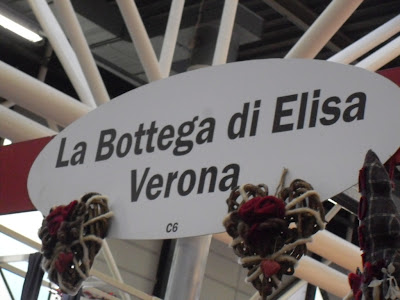 La Bottega di Elisa
Verona
C6